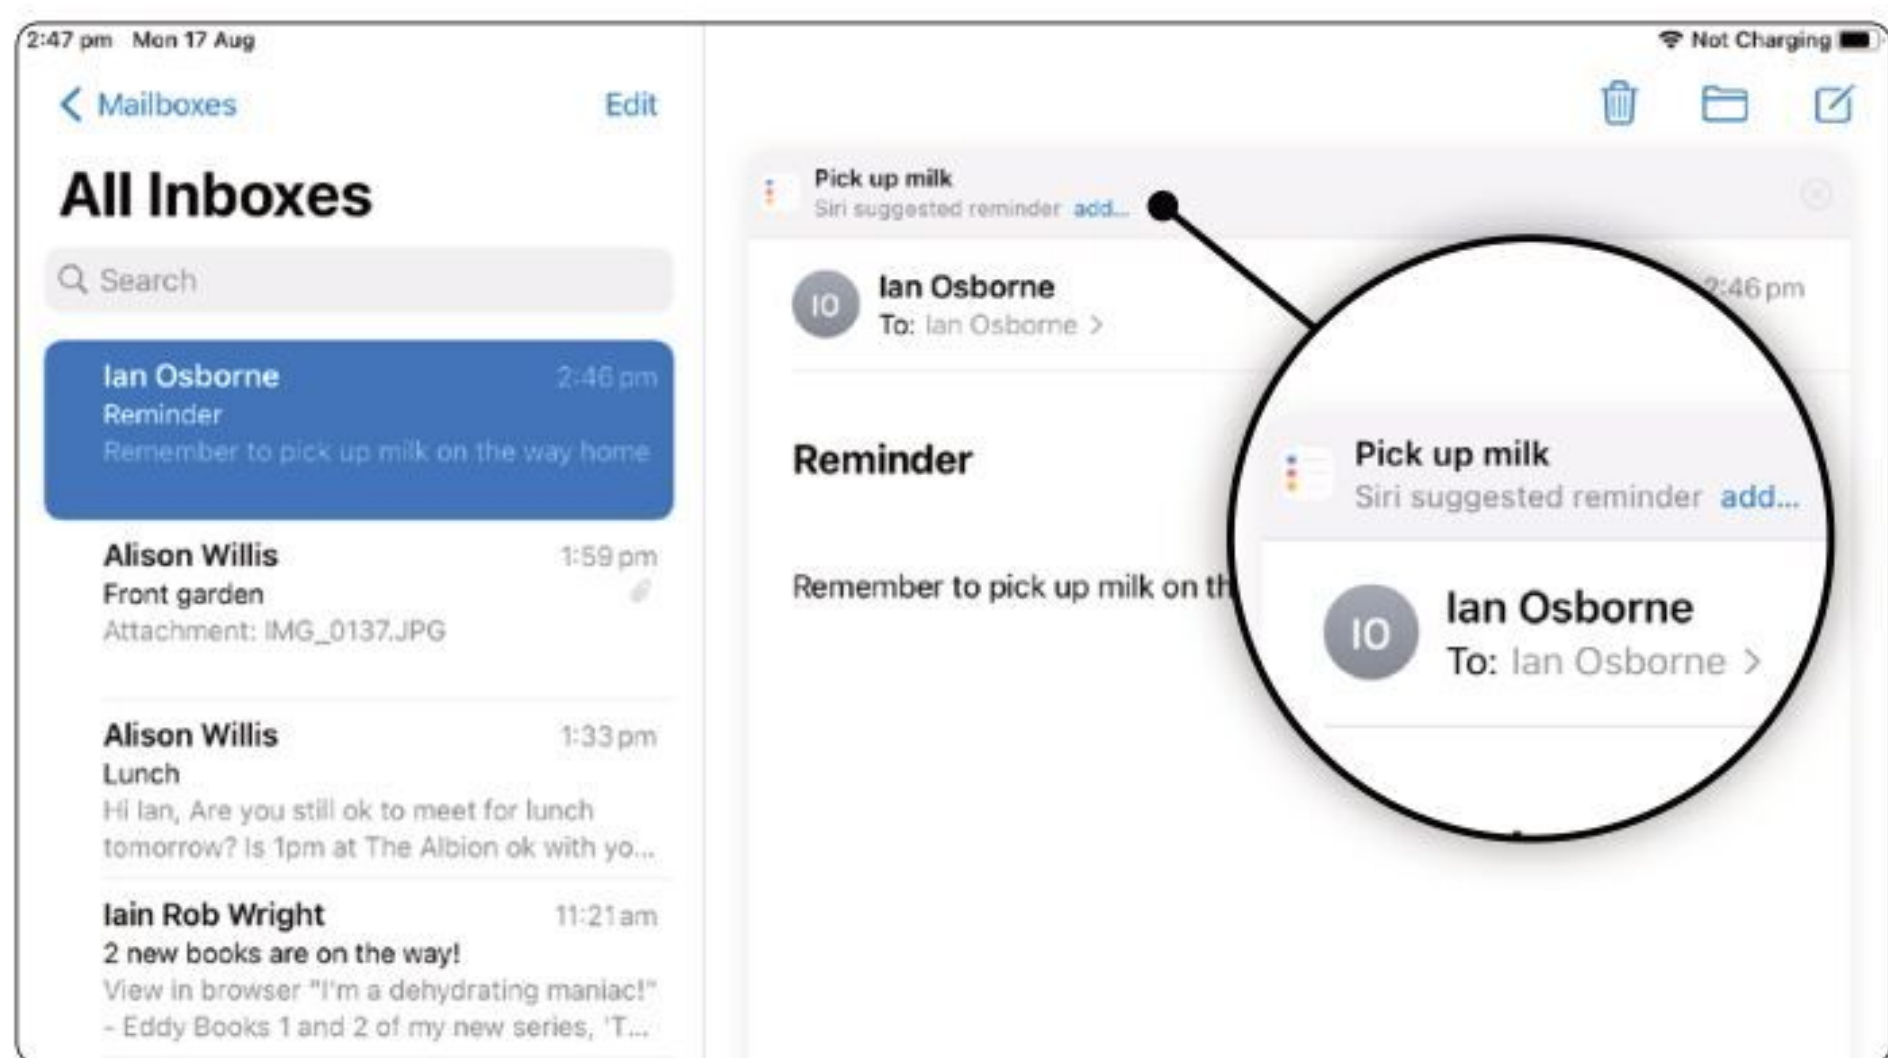 2:47 pm Mon 17 Aug
Not Charging
Mailboxes
Edit
All Inboxes
Search
Ian Osborne 2:46 pm
Reminder
Remember to pick up milk on the way home
Alison Willis 1:59 pm
Front garden
Attachment: IMG_0137.JPG
Alison Willis 1:33 pm
Lunch
Hi Ian, Are you still ok to meet for lunch
tomorrow? Is 1pm at The Albion ok with yo...
Iain Rob Wright 11:21 am
2 new books are on the way!
View in browser "I'm a dehydrating maniac!"
- Eddy Books 1 and 2 of my new series, 'T...
Pick up milk
Siri suggested reminder add...
IO
Ian Osborne 2:46 pm
To: Ian Osborne >
Reminder
Remember to pick up milk on th
Pick up milk
Siri suggested reminder add...
IO
Ian Osborne
To: Ian Osborne >